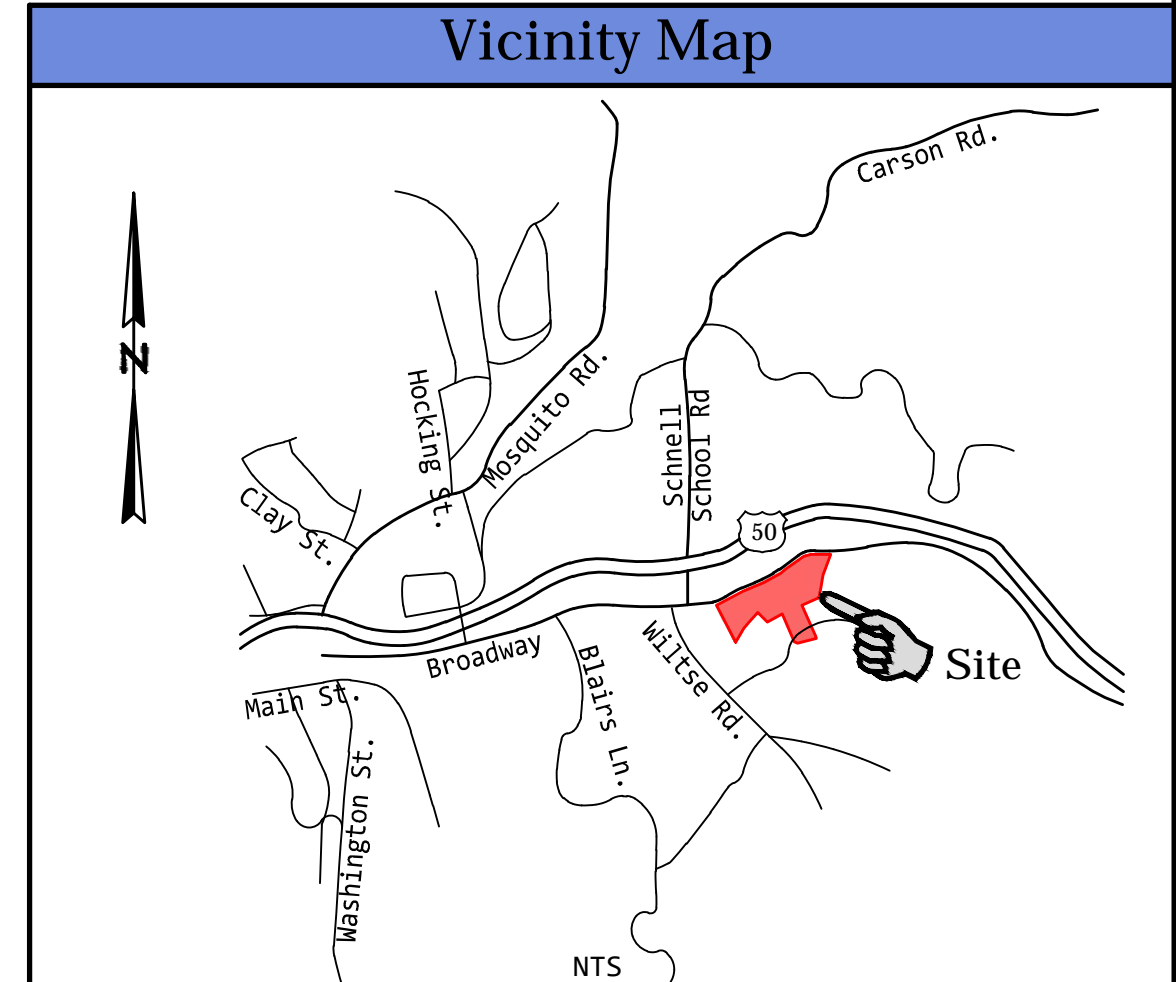 Vicinity Map
Carson Rd.
N
Hocking St.
Mosquito Rd.
Schnell
School Rd
Clay St.
50
Broadway
Wiltse Rd.
Blairs Ln.
Site
Main St.
Washington St.
NTS